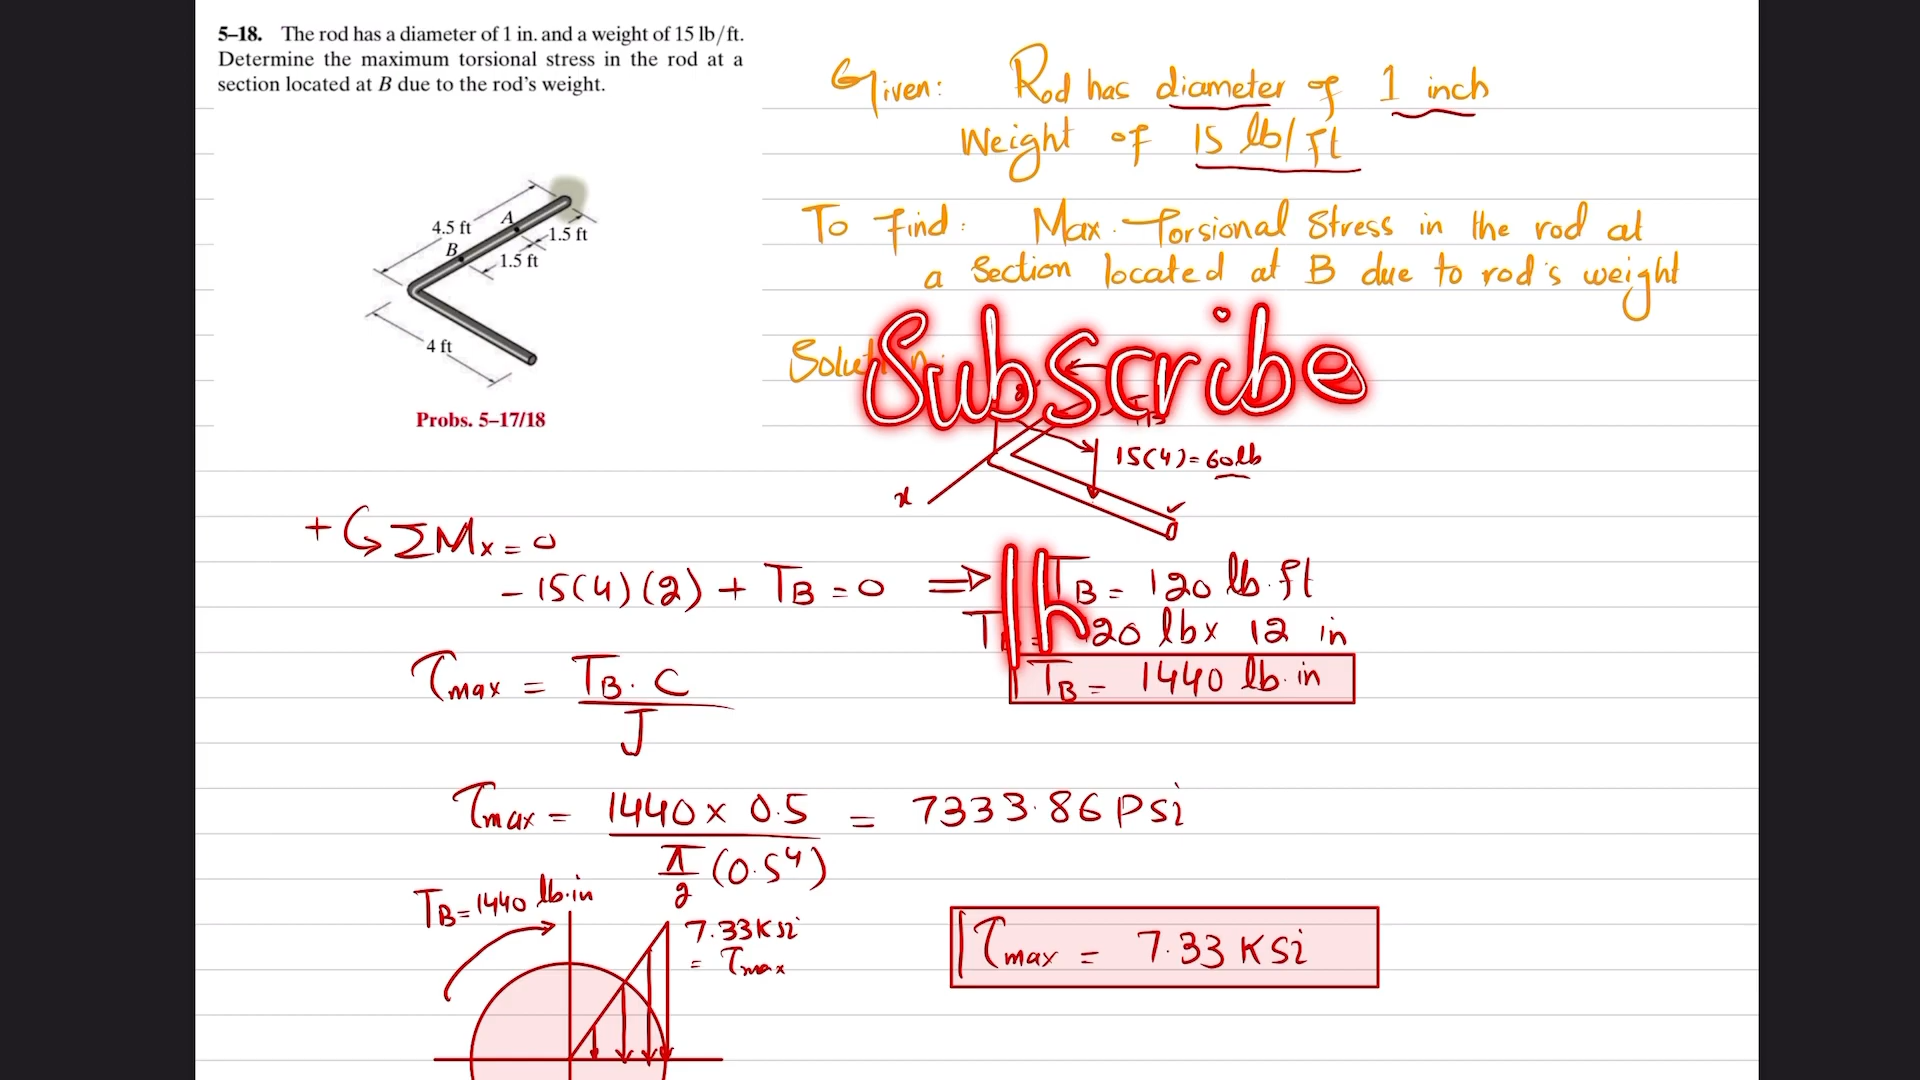 5–18. The rod has a diameter of 1 in. and a weight of 15 lb/ft.
Determine the maximum torsional stress in the rod at a
section located at B due to the rod's weight.
4.5 ft
A
B
1.5 ft
1.5 ft
4 ft
Probs. 5–17/18
Given: Rod has diameter of 1 inch
Weight of 15 lb/ft
To Find: Max. Torsional Stress in the rod at
a Section located at B due to rod's weight
Solution:
Subscribe
15(4)=60lb
x
+ ΣMx = 0
- 15(4)(2) + TB = 0 ⇒ TB = 120 lb.ft
20 lb x 12 in
TB = 1440 lb.in
τmax = TB . C / J
τmax = 1440 x 0.5 / π/2 (0.5⁴) = 7333.86 Psi
TB = 1440 lb.in
7.33 Ksi
= τmax
τmax = 7.33 Ksi